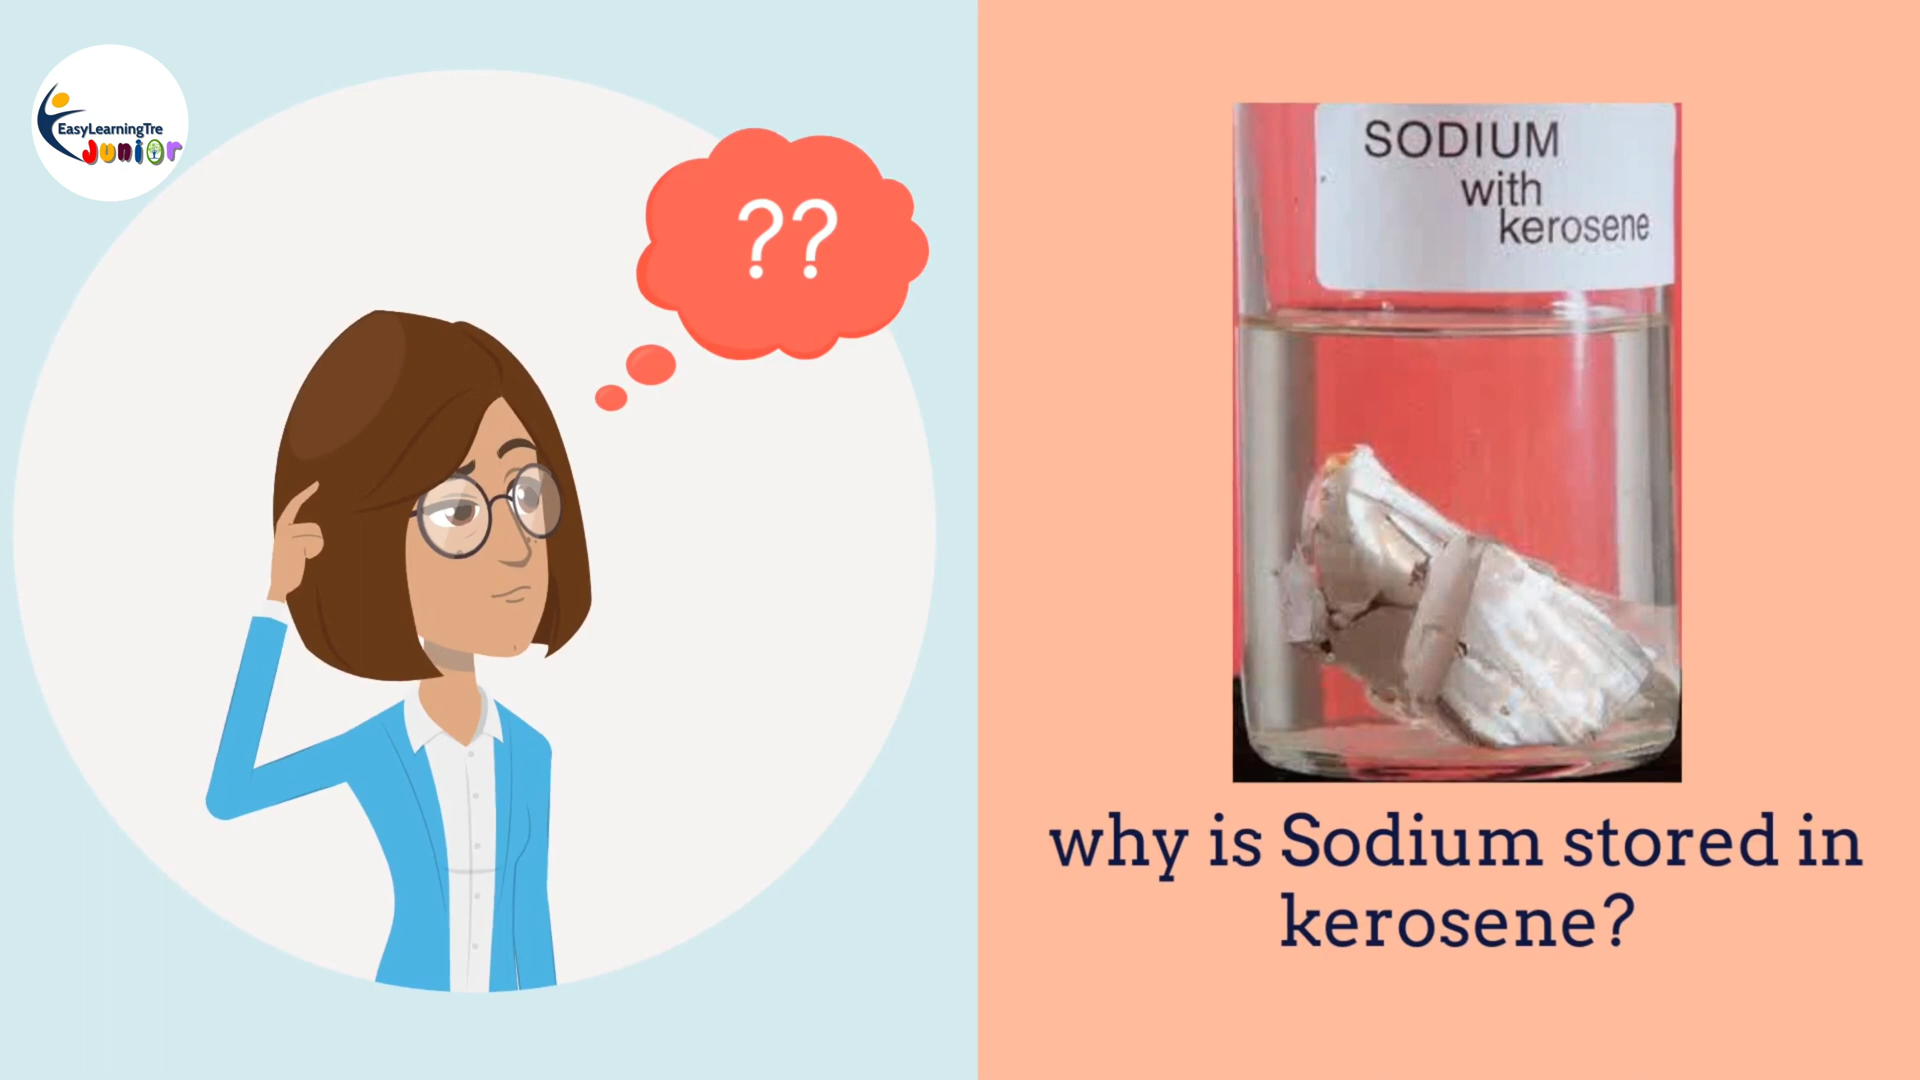 EasyLearningTre
Junior
??
SODIUM
with
kerosene
why is Sodium stored in
kerosene?